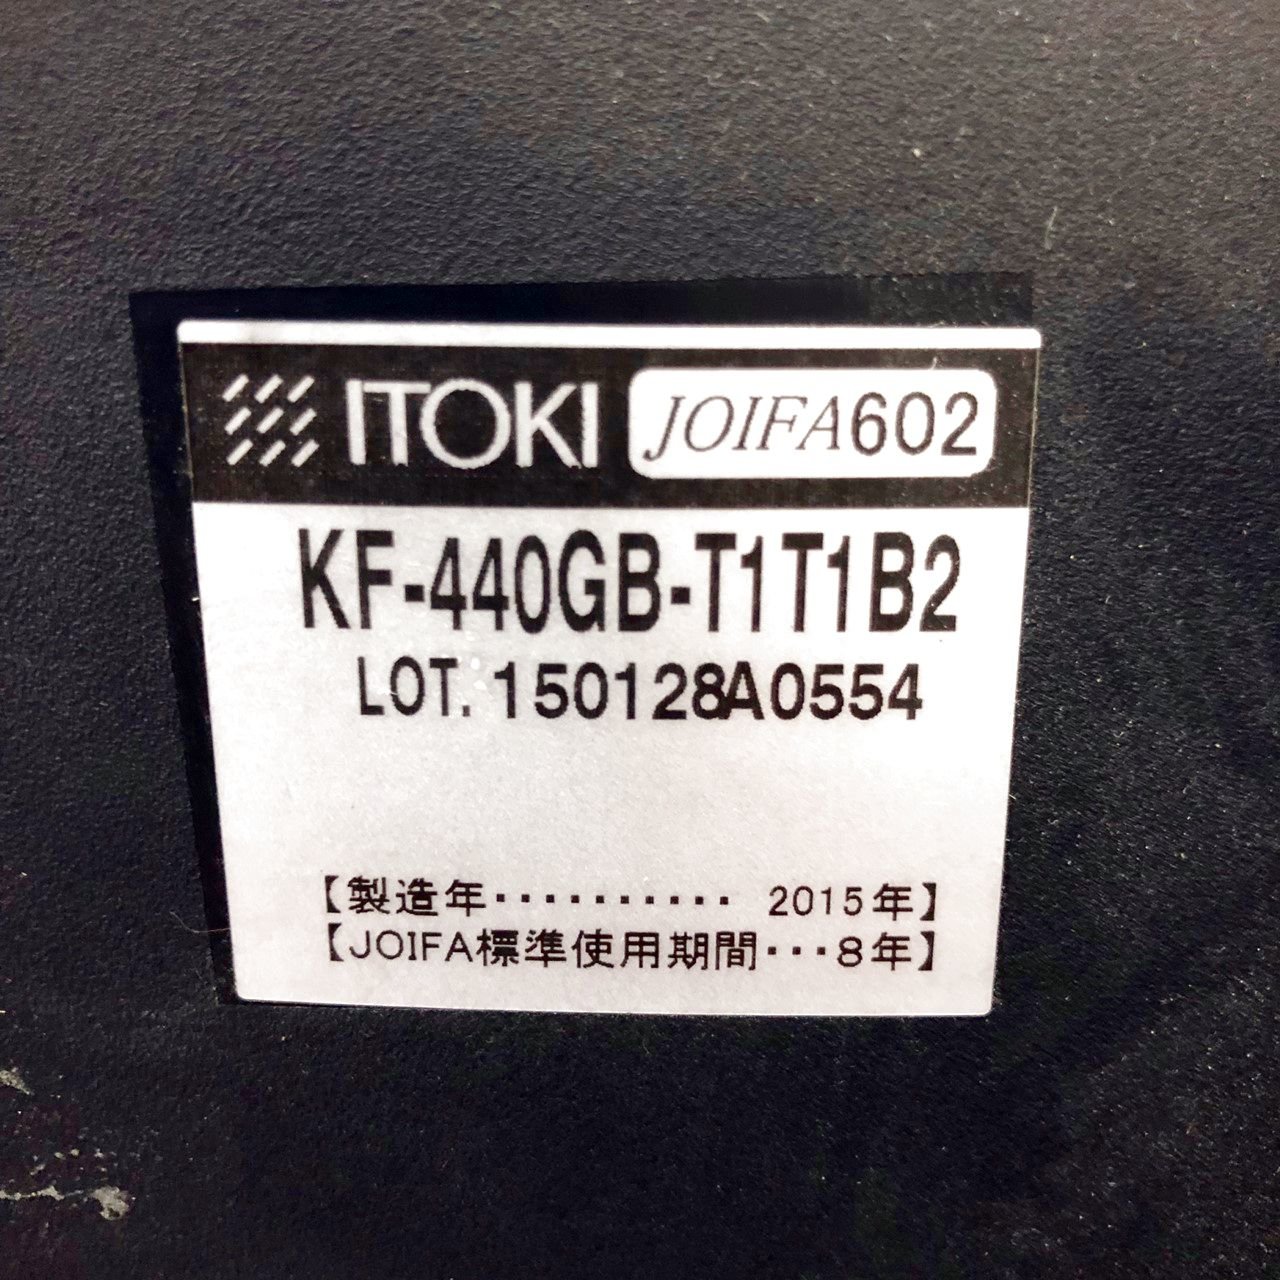 ITOKI JOIFA602
KF-440GB-T1T1B2
LOT. 150128A0554
【製造年・・・・・・・・・・ 2015年】
【JOIFA標準使用期間・・・8年】